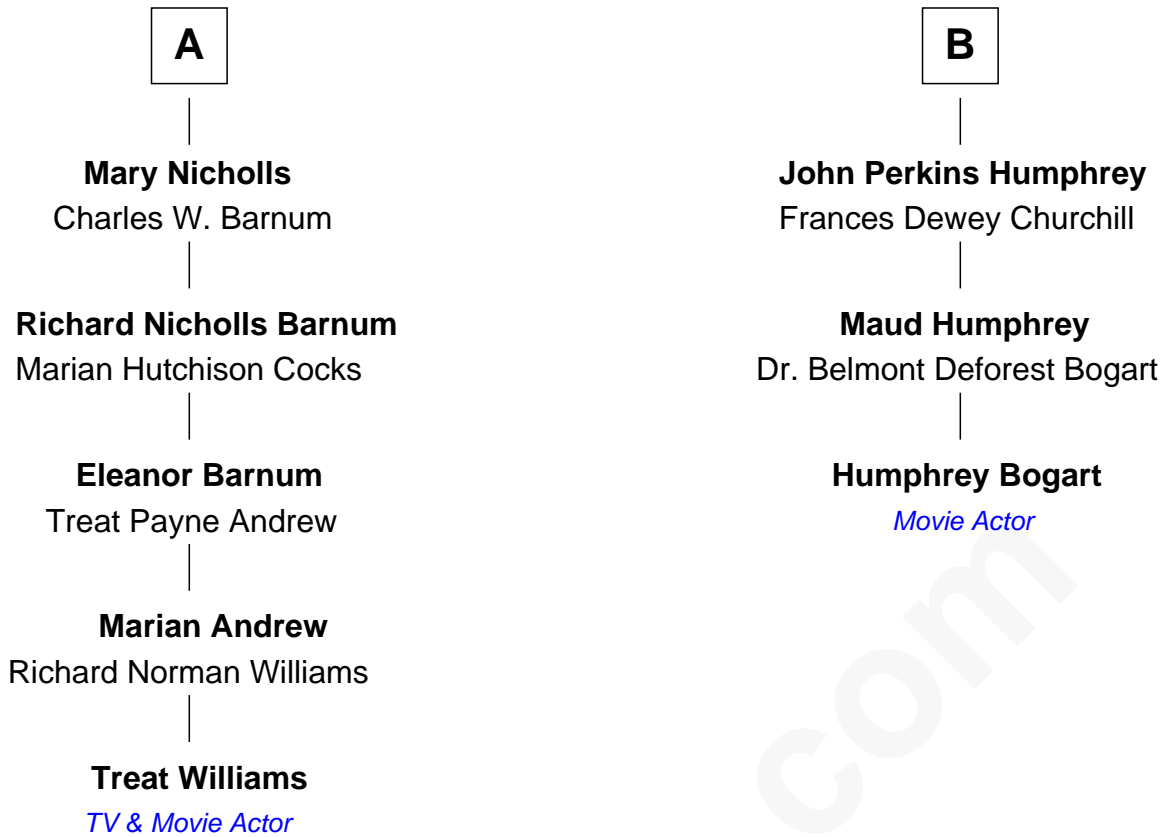 A
Mary Nicholls
Charles W. Barnum
Richard Nicholls Barnum
Marian Hutchison Cocks
Eleanor Barnum
Treat Payne Andrew
Marian Andrew
Richard Norman Williams
Treat Williams
TV & Movie Actor
B
John Perkins Humphrey
Frances Dewey Churchill
Maud Humphrey
Dr. Belmont Deforest Bogart
Humphrey Bogart
Movie Actor
com